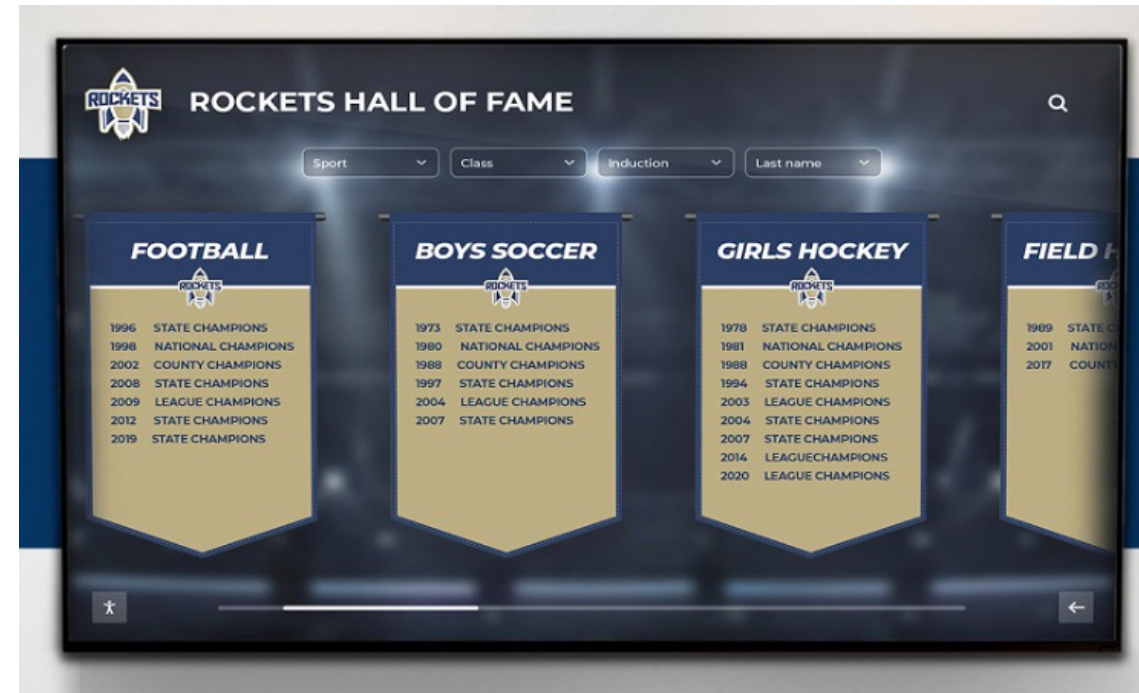 ROCKETS
ROCKETS HALL OF FAME
Sport
Class
Induction
Last name
FOOTBALL
ROCKETS
1996 STATE CHAMPIONS
1998 NATIONAL CHAMPIONS
2002 COUNTY CHAMPIONS
2008 STATE CHAMPIONS
2009 LEAGUE CHAMPIONS
2012 STATE CHAMPIONS
2019 STATE CHAMPIONS
BOYS SOCCER
ROCKETS
1973 STATE CHAMPIONS
1980 NATIONAL CHAMPIONS
1988 COUNTY CHAMPIONS
1997 STATE CHAMPIONS
2004 LEAGUE CHAMPIONS
2007 STATE CHAMPIONS
GIRLS HOCKEY
ROCKETS
1978 STATE CHAMPIONS
1981 NATIONAL CHAMPIONS
1988 COUNTY CHAMPIONS
1994 STATE CHAMPIONS
2003 LEAGUE CHAMPIONS
2004 STATE CHAMPIONS
2007 STATE CHAMPIONS
2014 LEAGUECHAMPIONS
2020 LEAGUE CHAMPIONS
FIELD
1989 STATE
2001 NATION
2017 COUNT